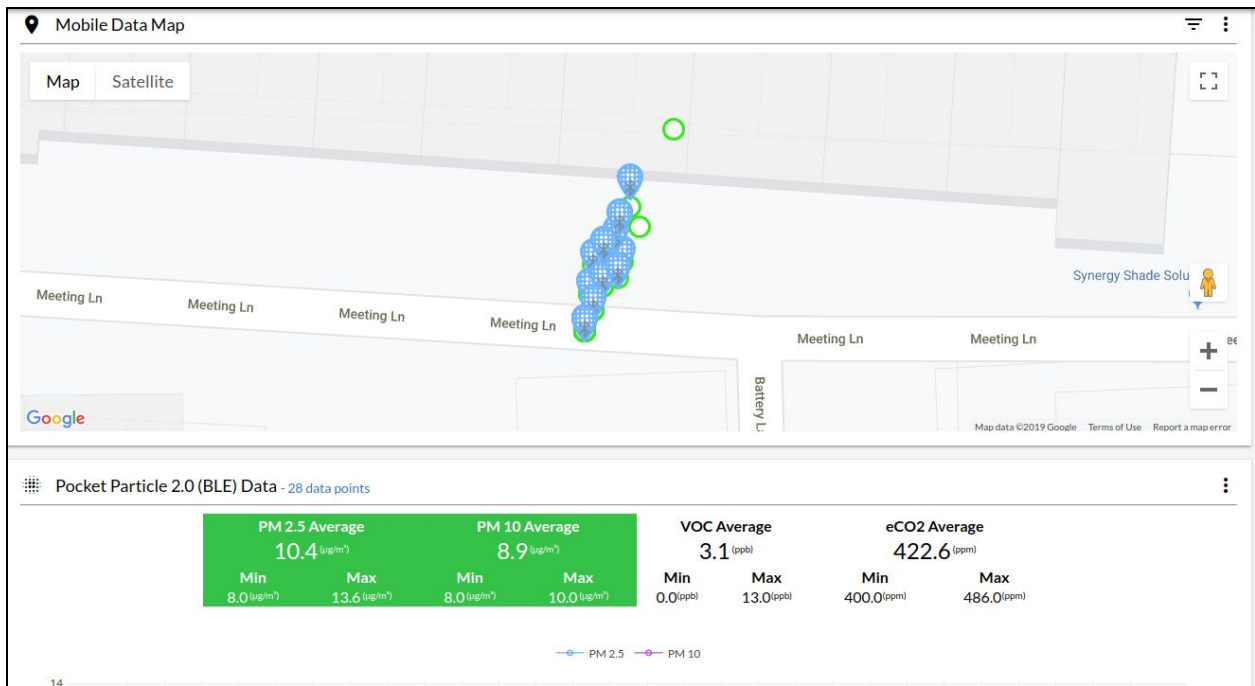 Mobile Data Map
Map Satellite
Synergy Shade Solu
Meeting Ln
Meeting Ln
Meeting Ln
Meeting Ln
Meeting Ln
Meeting Ln
Battery
Google
Map data ©2019 Google Terms of Use Report a map error
Pocket Particle 2.0 (BLE) Data - 28 data points
PM 2.5 Average PM 10 Average VOC Average eCO2 Average
10.4 (µg/m³) 8.9 (µg/m³) 3.1 (ppb) 422.6 (ppm)
Min Max Min Max Min Max Min Max
8.0 (µg/m³) 13.6 (µg/m³) 8.0 (µg/m³) 10.0 (µg/m³) 0.0 (ppb) 13.0 (ppb) 400.0 (ppm) 486.0 (ppm)
PM 2.5 PM 10
14